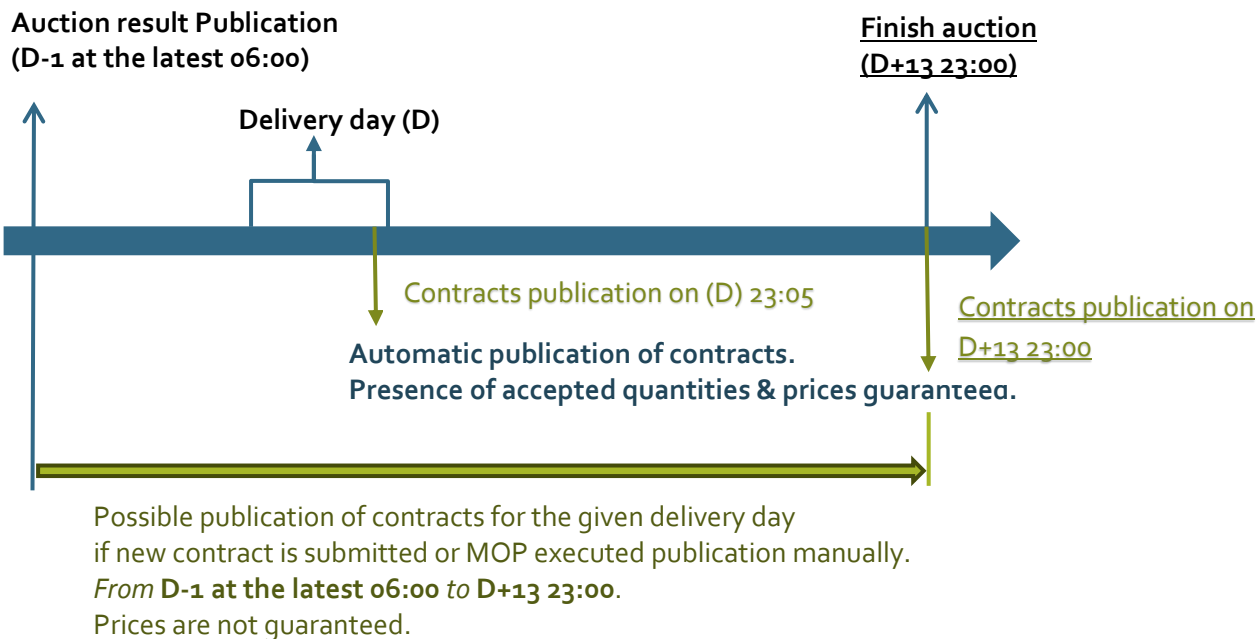 Auction result Publication
(D-1 at the latest 06:00)
Finish auction
(D+13 23:00)
Delivery day (D)
Contracts publication on (D) 23:05
Contracts publication on
D+13 23:00
Automatic publication of contracts.
Presence of accepted quantities & prices guaranteed.
Possible publication of contracts for the given delivery day
if new contract is submitted or MOP executed publication manually.
From D-1 at the latest 06:00 to D+13 23:00.
Prices are not guaranteed.